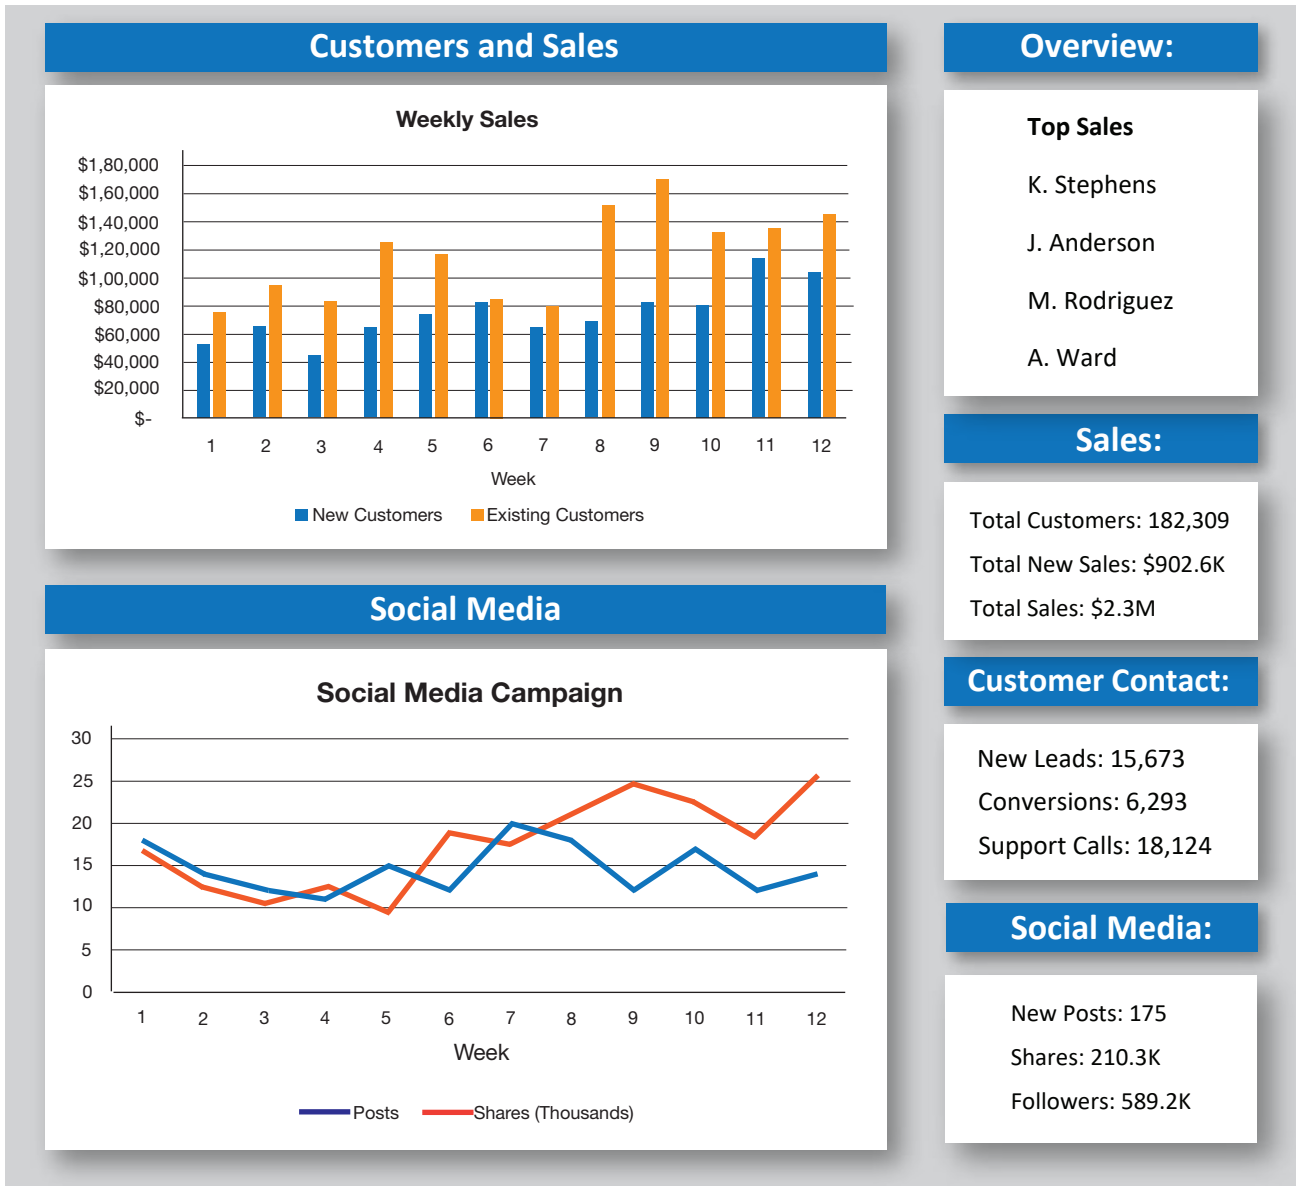 Customers and Sales
Weekly Sales
$1,80,000
$1,60,000
$1,40,000
$1,20,000
$1,00,000
$80,000
$60,000
$40,000
$20,000
$-
1 2 3 4 5 6 7 8 9 10 11 12
Week
New Customers Existing Customers
Social Media
Social Media Campaign
30
25
20
15
10
5
0
1 2 3 4 5 6 7 8 9 10 11 12
Week
Posts Shares (Thousands)
Overview:
Top Sales
K. Stephens
J. Anderson
M. Rodriguez
A. Ward
Sales:
Total Customers: 182,309
Total New Sales: $902.6K
Total Sales: $2.3M
Customer Contact:
New Leads: 15,673
Conversions: 6,293
Support Calls: 18,124
Social Media:
New Posts: 175
Shares: 210.3K
Followers: 589.2K